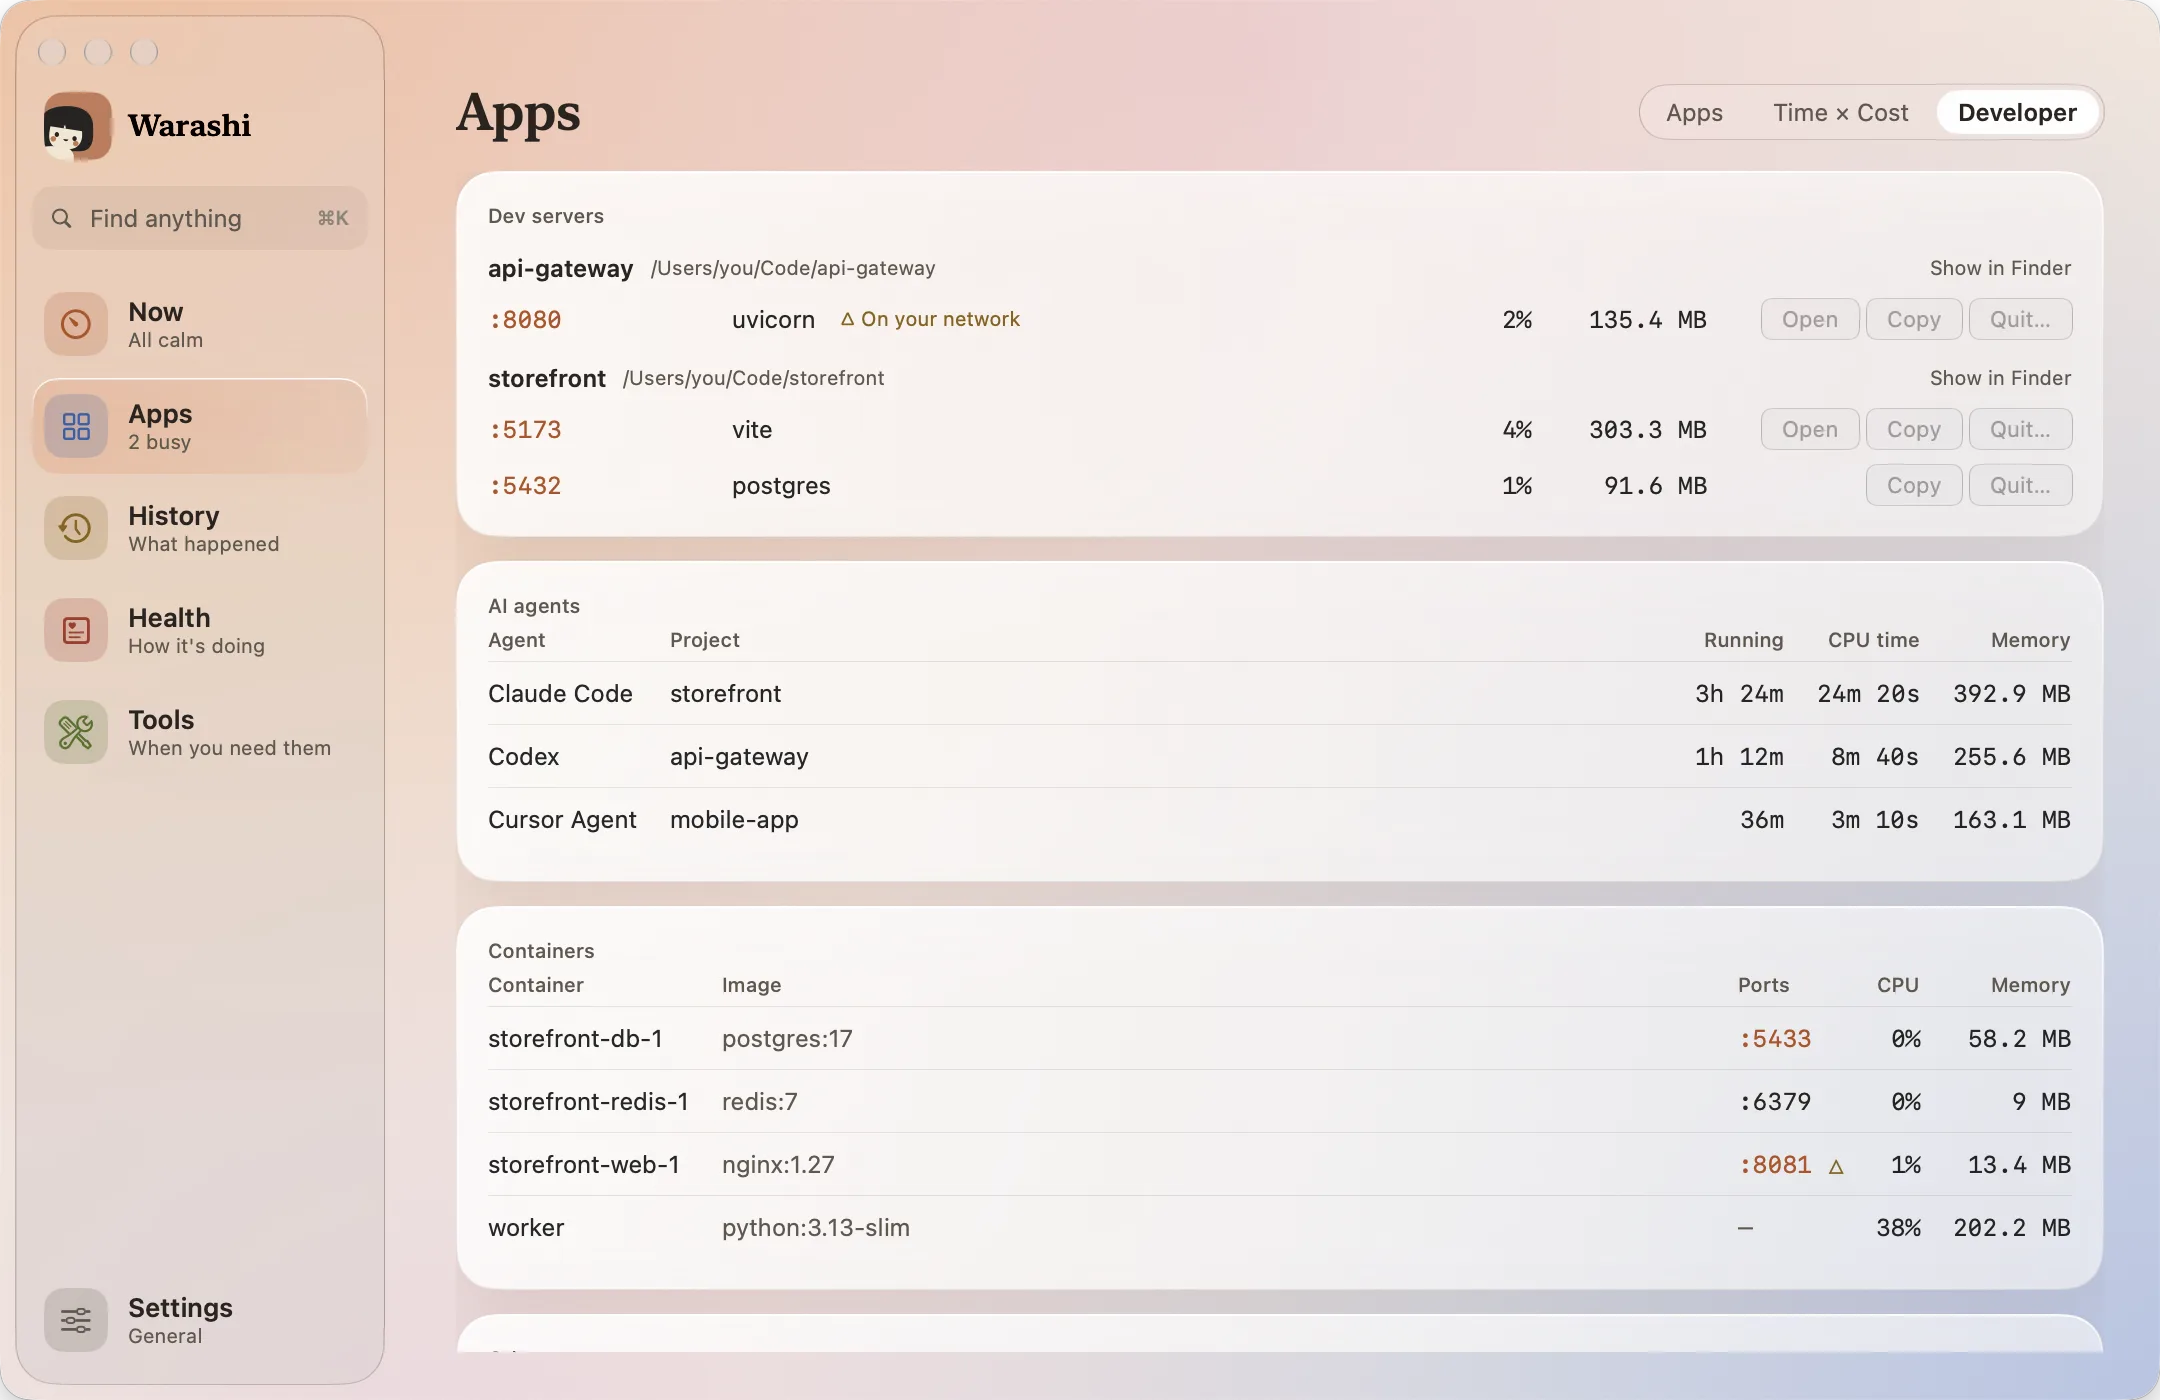 Warashi
Find anything ⌘K
Now
All calm
Apps
2 busy
History
What happened
Health
How it's doing
Tools
When you need them
Settings
General
Apps
Apps Time × Cost Developer
Dev servers
api-gateway /Users/you/Code/api-gateway Show in Finder
:8080 uvicorn △ On your network 2% 135.4 MB Open Copy Quit…
storefront /Users/you/Code/storefront Show in Finder
:5173 vite 4% 303.3 MB Open Copy Quit…
:5432 postgres 1% 91.6 MB Copy Quit…
AI agents
Agent Project Running CPU time Memory
Claude Code storefront 3h 24m 24m 20s 392.9 MB
Codex api-gateway 1h 12m 8m 40s 255.6 MB
Cursor Agent mobile-app 36m 3m 10s 163.1 MB
Containers
Container Image Ports CPU Memory
storefront-db-1 postgres:17 :5433 0% 58.2 MB
storefront-redis-1 redis:7 :6379 0% 9 MB
storefront-web-1 nginx:1.27 :8081 △ 1% 13.4 MB
worker python:3.13-slim — 38% 202.2 MB